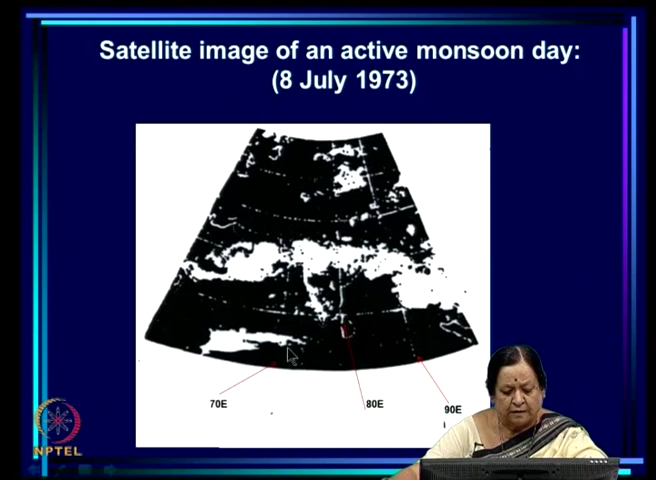 Satellite image of an active monsoon day:
(8 July 1973)
70E
80E
90E
NPTEL